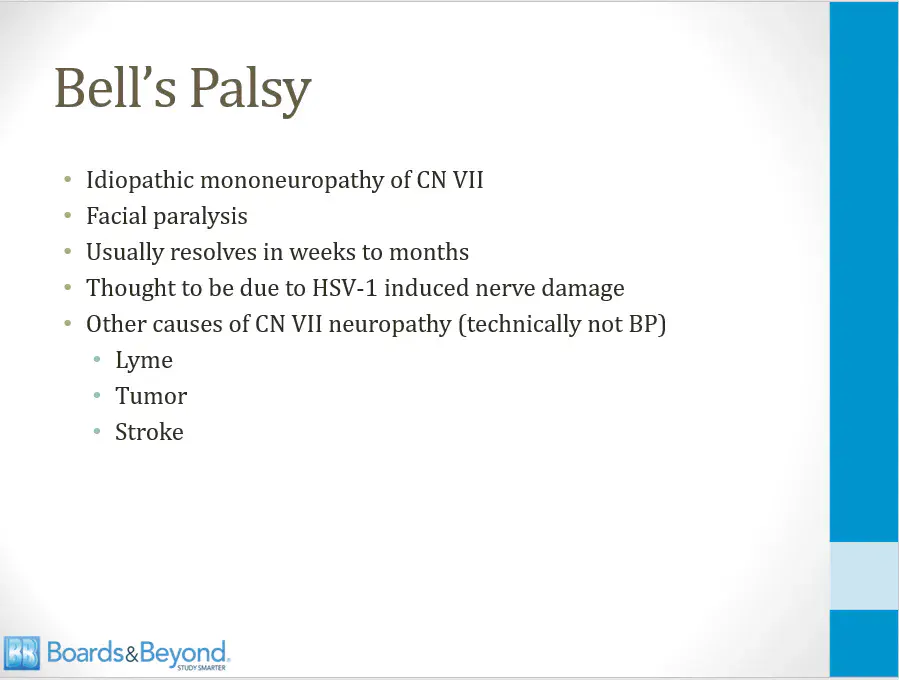 Bell's Palsy
• Idiopathic mononeuropathy of CN VII
• Facial paralysis
• Usually resolves in weeks to months
• Thought to be due to HSV-1 induced nerve damage
• Other causes of CN VII neuropathy (technically not BP)
• Lyme
• Tumor
• Stroke
BB Boards&Beyond.
STUDY SMARTER